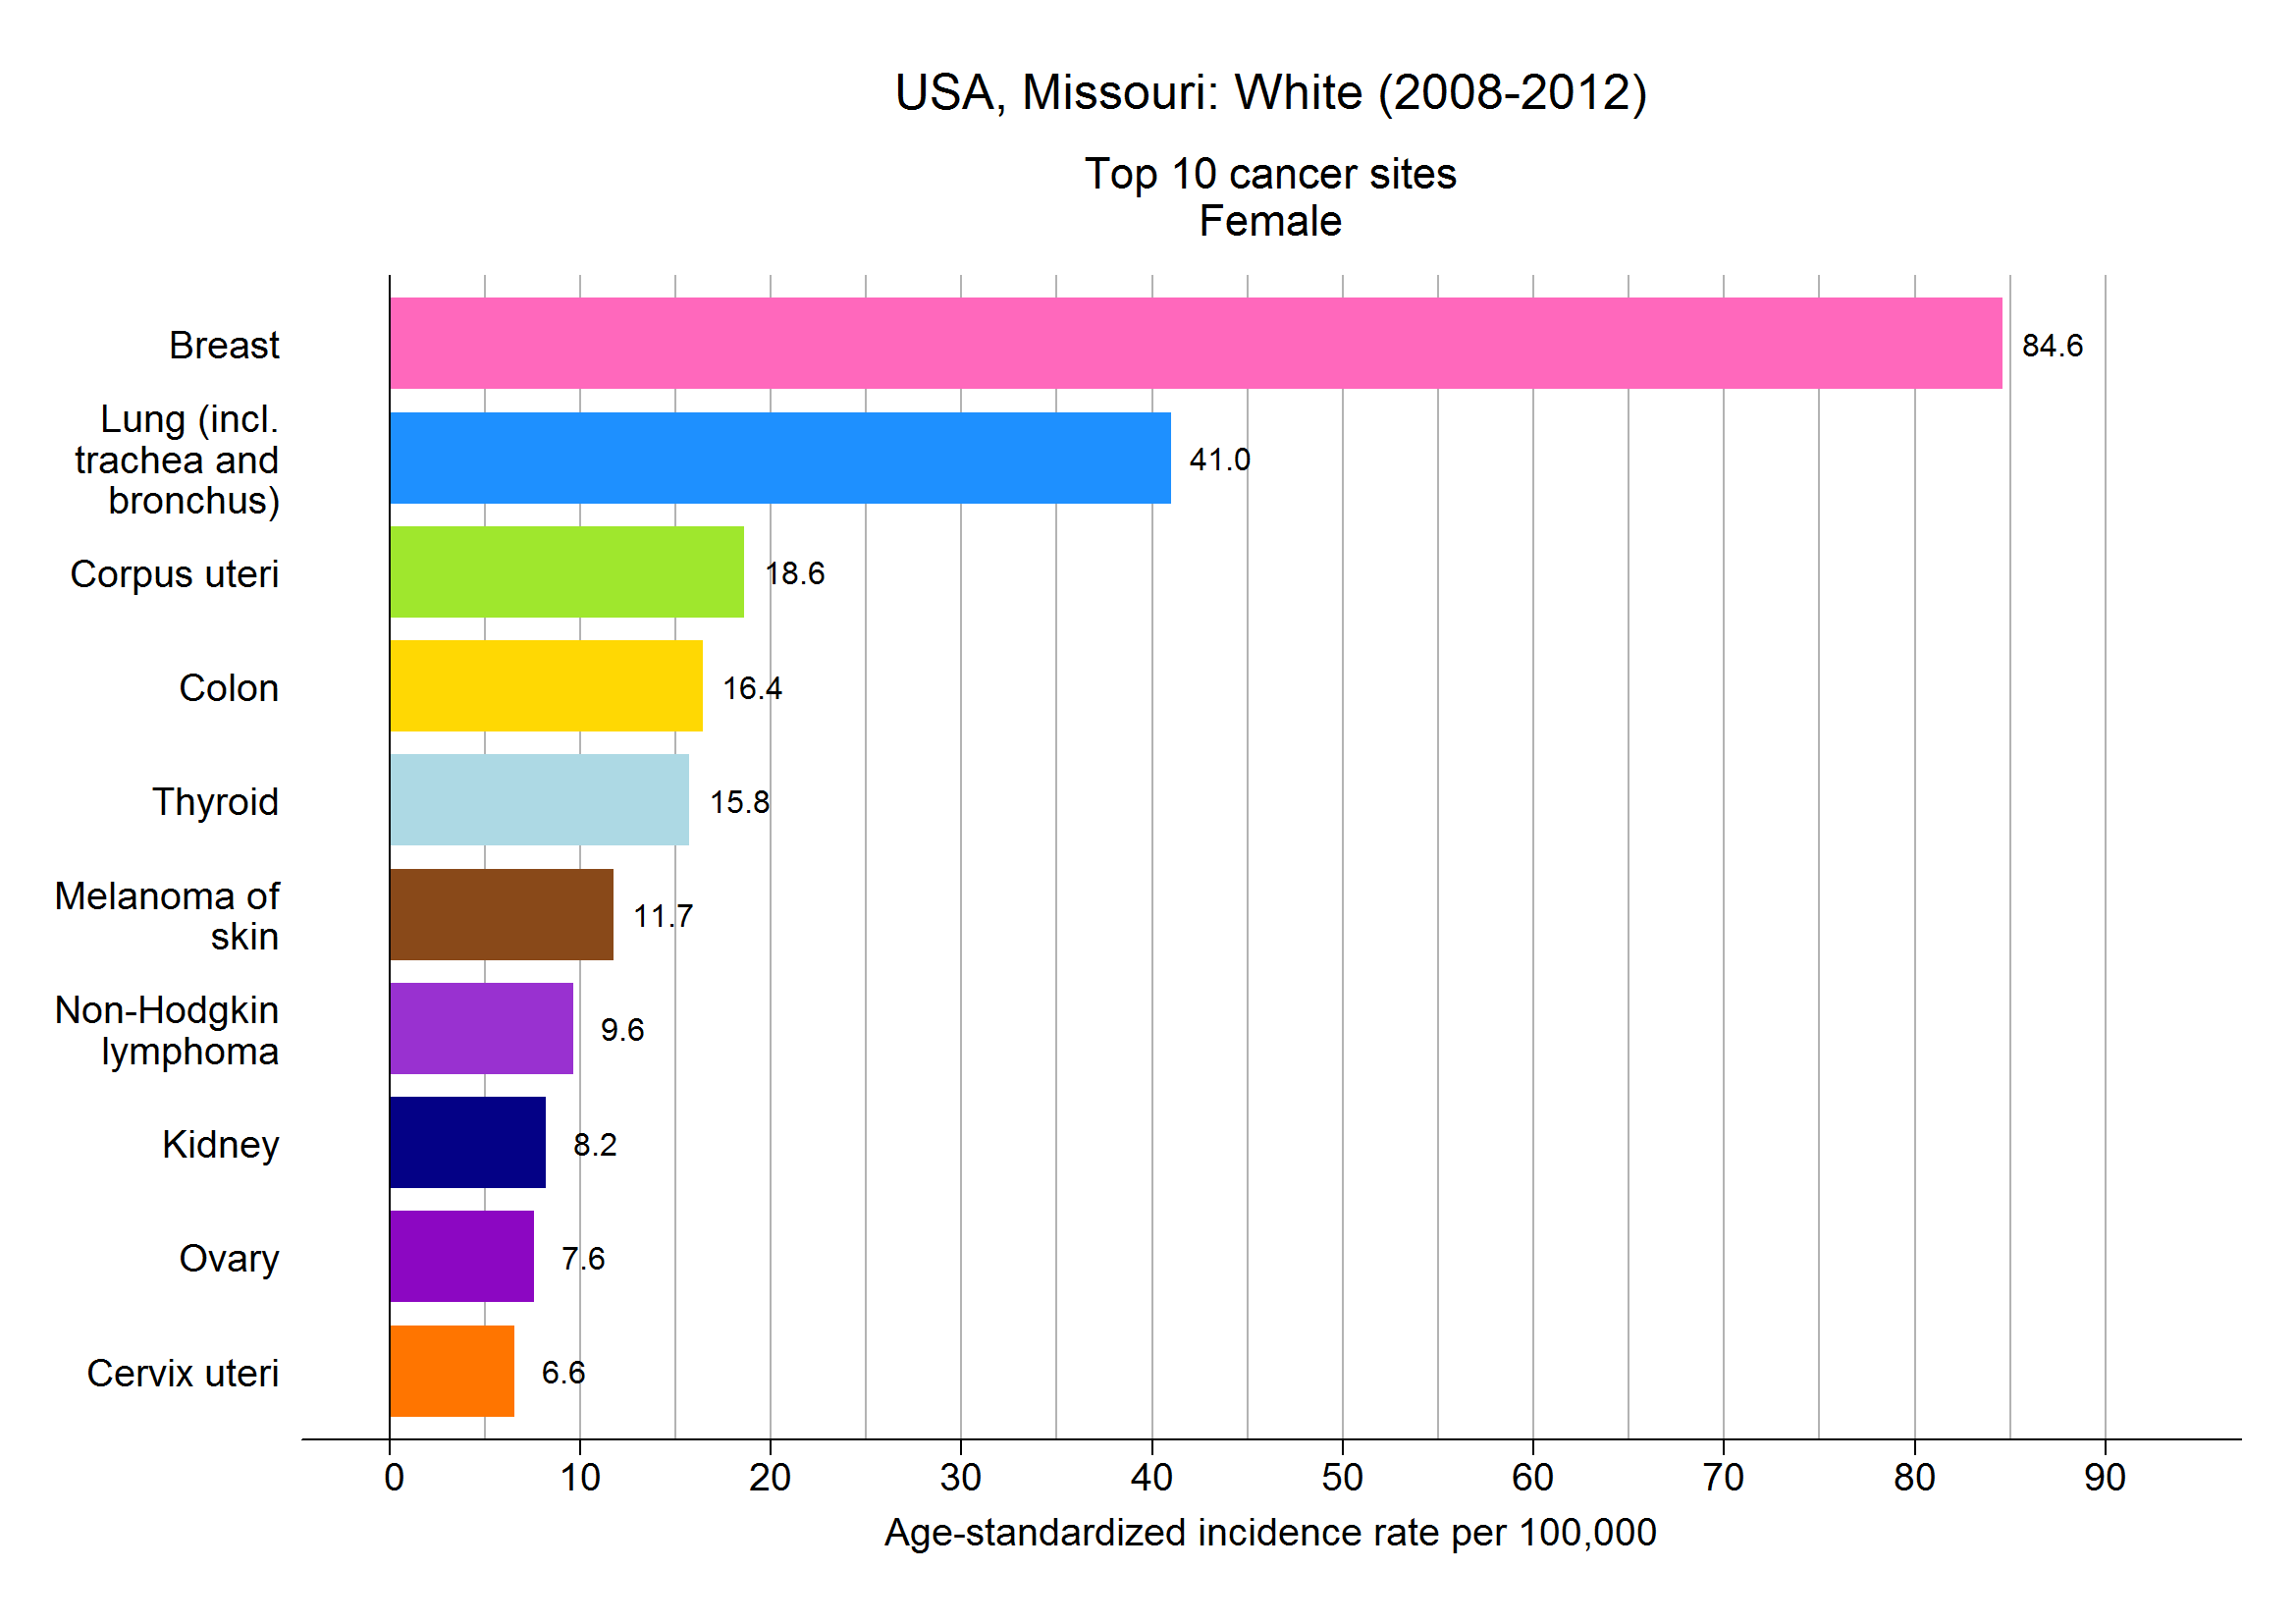 USA, Missouri: White (2008-2012)
Top 10 cancer sites
Female
Breast
84.6
Lung (incl.
trachea and
bronchus)
41.0
Corpus uteri
18.6
Colon
16.4
Thyroid
15.8
Melanoma of
skin
11.7
Non-Hodgkin
lymphoma
9.6
Kidney
8.2
Ovary
7.6
Cervix uteri
6.6
0 10 20 30 40 50 60 70 80 90
Age-standardized incidence rate per 100,000